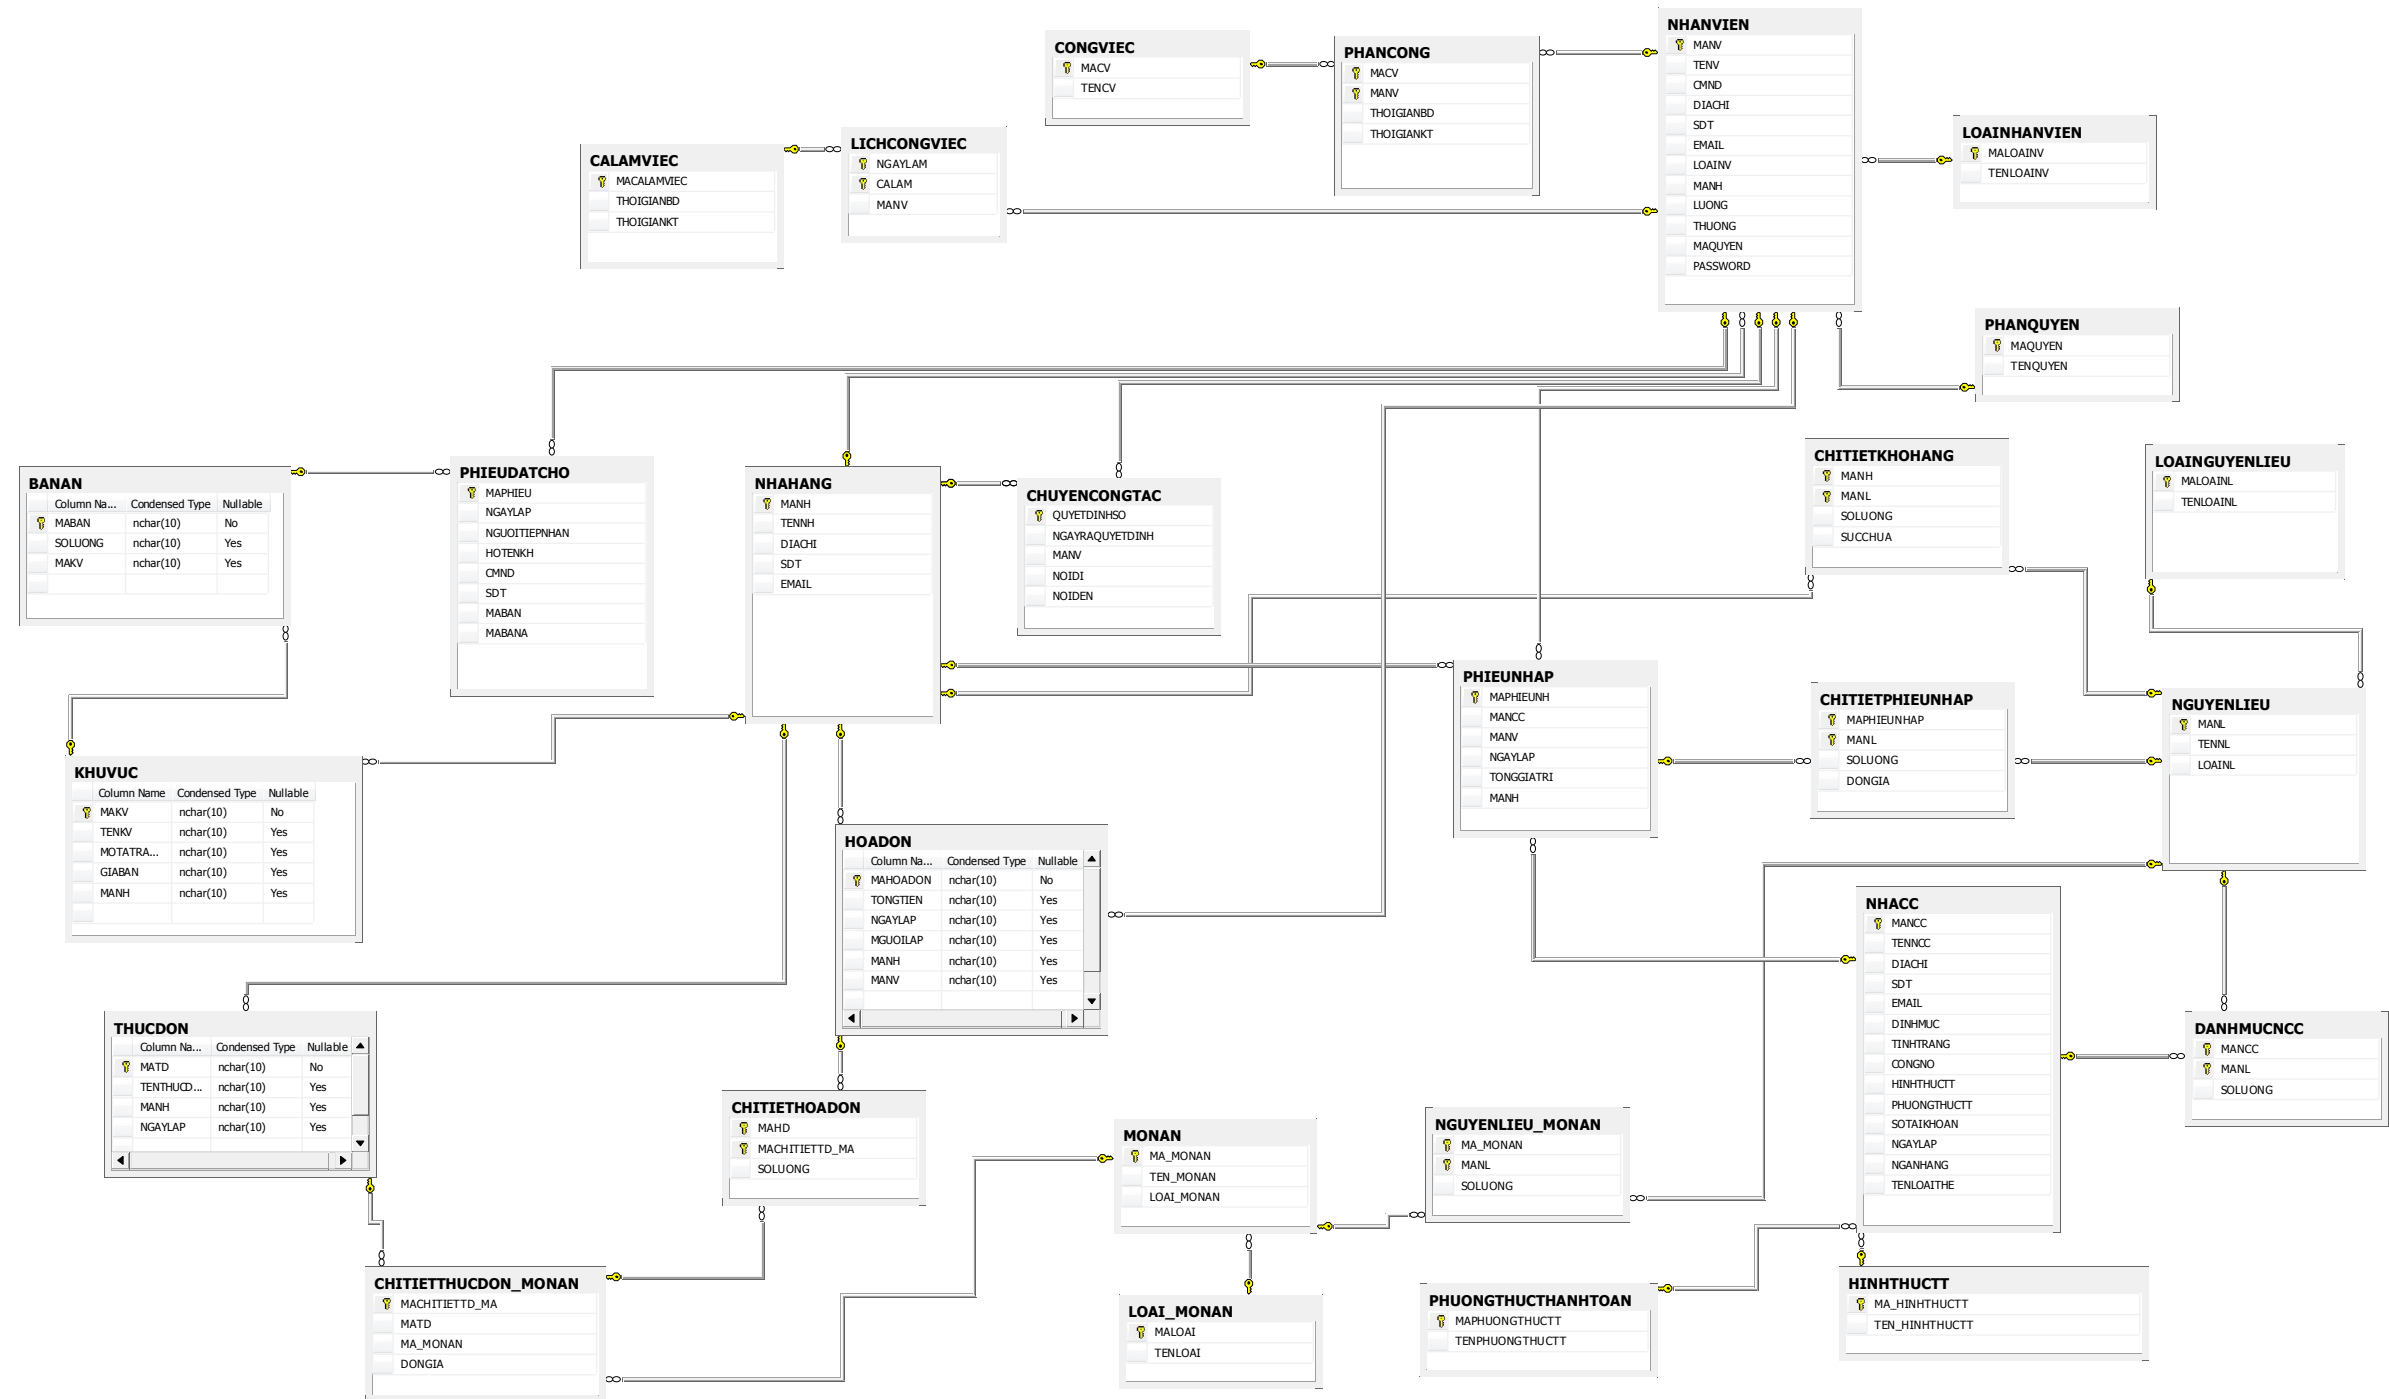 NHANVIEN
MANV
TENV
CMND
DIACHI
SDT
EMAIL
LOAINV
MANH
LUONG
THUONG
MAQUYEN
PASSWORD
CONGVIEC
MACV
TENCV
PHANCONG
MACV
MANV
THOIGIANBD
THOIGIANKT
LOAINHANVIEN
MALOAINV
TENLOAINV
CALAMVIEC
MACALAMVIEC
THOIGIANBD
THOIGIANKT
LICHCONGVIEC
NGAYLAM
CALAM
MANV
PHANQUYEN
MAQUYEN
TENQUYEN
BANAN
Column Na... Condensed Type Nullable
MABAN nchar(10) No
SOLUONG nchar(10) Yes
MAKV nchar(10) Yes
PHIEUDATCHO
MAPHIEU
NGAYLAP
NGUOITIEPNHAN
HOTENKH
CMND
SDT
MABAN
MABANA
NHAHANG
MANH
TENNH
DIACHI
SDT
EMAIL
CHUYENCONGTAC
QUYETDINHSO
NGAYRAQUYETDINH
MANV
NOIDI
NOIDEN
CHITIETKHOHANG
MANH
MANL
SOLUONG
SUCCHUA
LOAINGUYENLIEU
MALOAINL
TENLOAINL
PHIEUNHAP
MAPHIEUNH
MANCC
MANV
NGAYLAP
TONGGIATRI
MANH
CHITIETPHIEUNHAP
MAPHIEUNHAP
MANL
SOLUONG
DONGIA
NGUYENLIEU
MANL
TENNL
LOAINL
KHUVUC
Column Name Condensed Type Nullable
MAKV nchar(10) No
TENKV nchar(10) Yes
MOTATRA... nchar(10) Yes
GIABAN nchar(10) Yes
MANH nchar(10) Yes
HOADON
Column Na... Condensed Type Nullable
MAHOADON nchar(10) No
TONGTIEN nchar(10) Yes
NGAYLAP nchar(10) Yes
MGUOILAP nchar(10) Yes
MANH nchar(10) Yes
MANV nchar(10) Yes
NHACC
MANCC
TENNCC
DIACHI
SDT
EMAIL
DINHMUC
TINHTRANG
CONGNO
HINHTHUCTT
PHUONGTHUCTT
SOTAIKHOAN
NGAYLAP
NGANHANG
TENLOAITHE
THUCDON
Column Na... Condensed Type Nullable
MATD nchar(10) No
TENTHUCD... nchar(10) Yes
MANH nchar(10) Yes
NGAYLAP nchar(10) Yes
DANHMUCNCC
MANCC
MANL
SOLUONG
CHITIETHOADON
MAHD
MACHITIETTD_MA
SOLUONG
MONAN
MA_MONAN
TEN_MONAN
LOAI_MONAN
NGUYENLIEU_MONAN
MA_MONAN
MANL
SOLUONG
CHITIETTHUCDON_MONAN
MACHITIETTD_MA
MATD
MA_MONAN
DONGIA
LOAI_MONAN
MALOAI
TENLOAI
PHUONGTHUCTHANHTOAN
MAPHUONGTHUCTT
TENPHUONGTHUCTT
HINHTHUCTT
MA_HINHTHUCTT
TEN_HINHTHUCTT